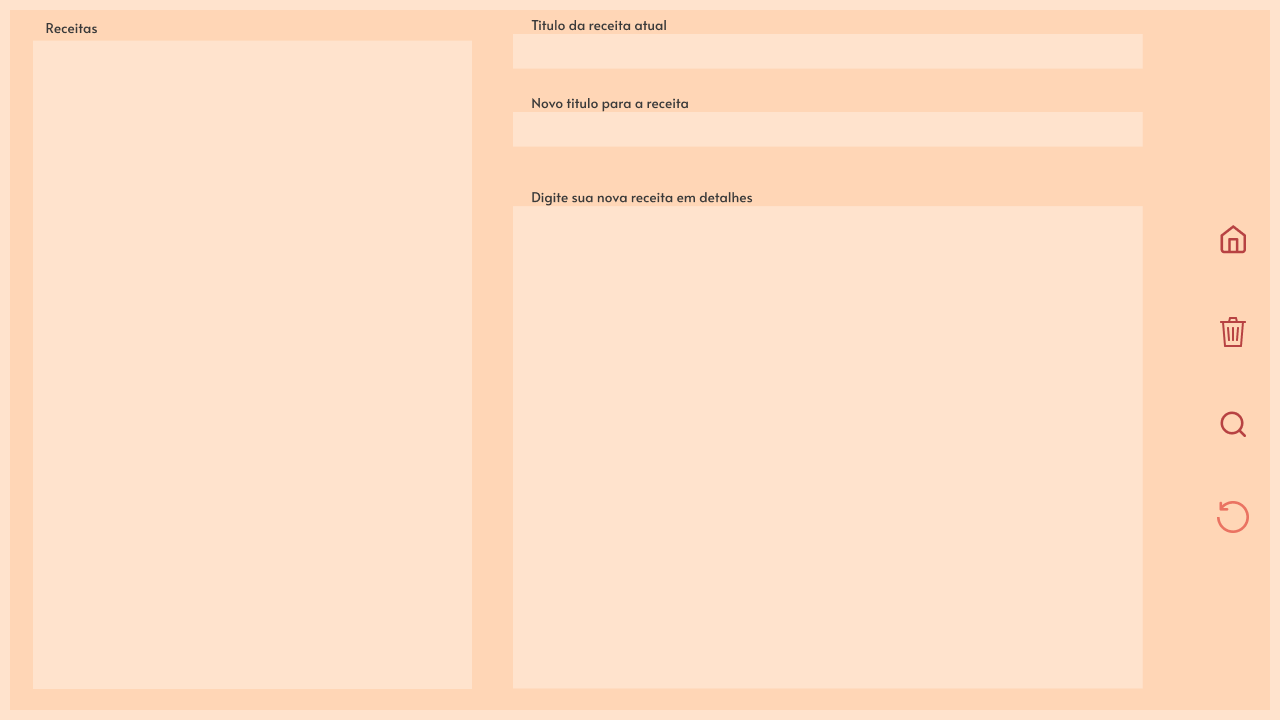 Receitas
Titulo da receita atual
Novo titulo para a receita
Digite sua nova receita em detalhes